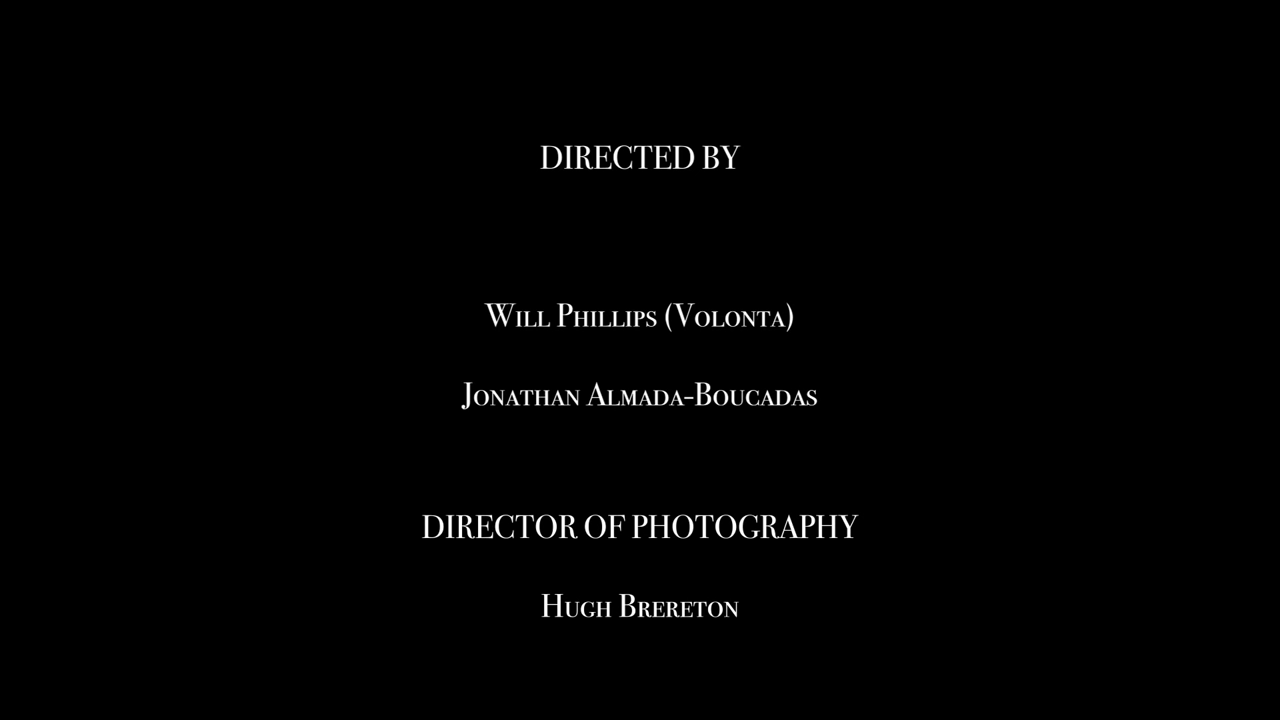 DIRECTED BY
Will Phillips (Volonta)
Jonathan Almada-Boucadas
DIRECTOR OF PHOTOGRAPHY
Hugh Brereton